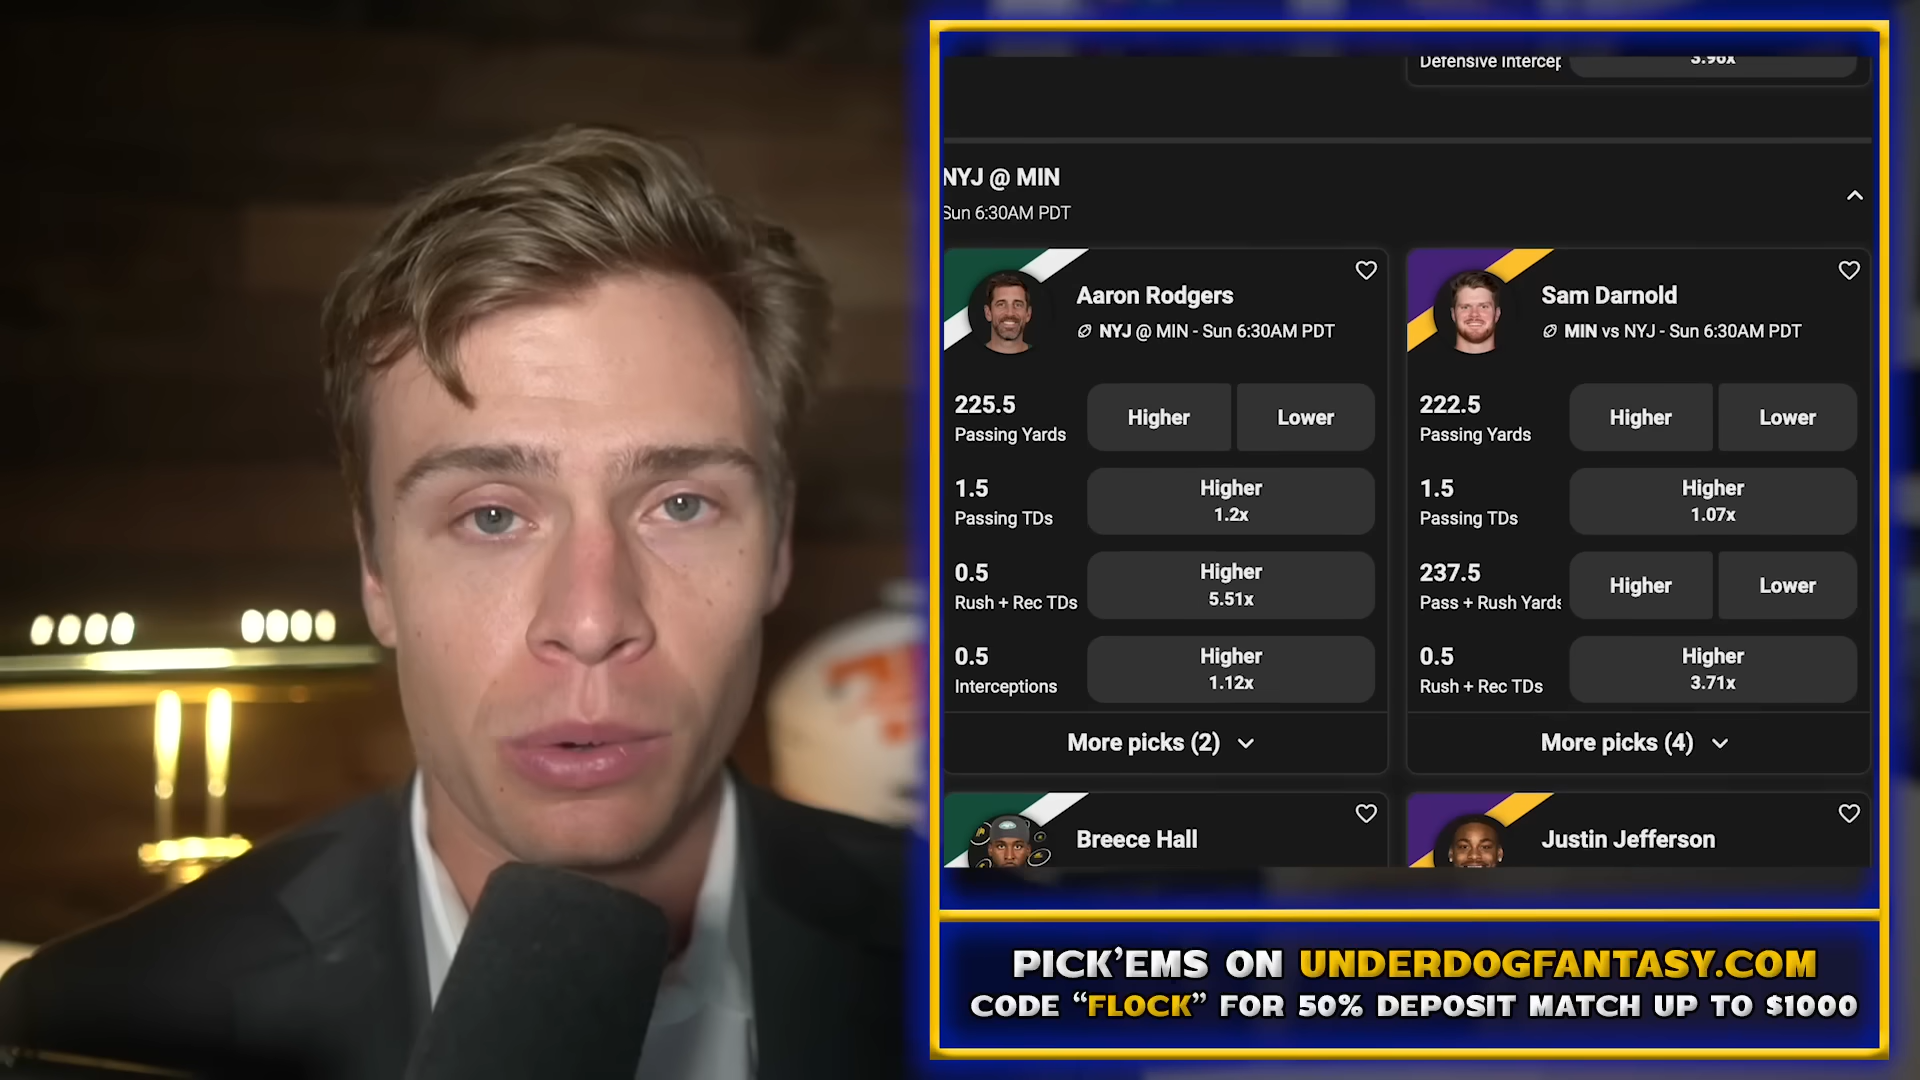 Defensive Intercep
3.96x
NYJ @ MIN
Sun 6:30AM PDT
Aaron Rodgers
NYJ @ MIN - Sun 6:30AM PDT
225.5
Passing Yards
Higher
Lower
1.5
Passing TDs
Higher
1.2x
0.5
Rush + Rec TDs
Higher
5.51x
0.5
Interceptions
Higher
1.12x
More picks (2)
Sam Darnold
MIN vs NYJ - Sun 6:30AM PDT
222.5
Passing Yards
Higher
Lower
1.5
Passing TDs
Higher
1.07x
237.5
Pass + Rush Yards
Higher
Lower
0.5
Rush + Rec TDs
Higher
3.71x
More picks (4)
Breece Hall
Justin Jefferson
PICK'EMS ON UNDERDOGFANTASY.COM
CODE “FLOCK” FOR 50% DEPOSIT MATCH UP TO $1000